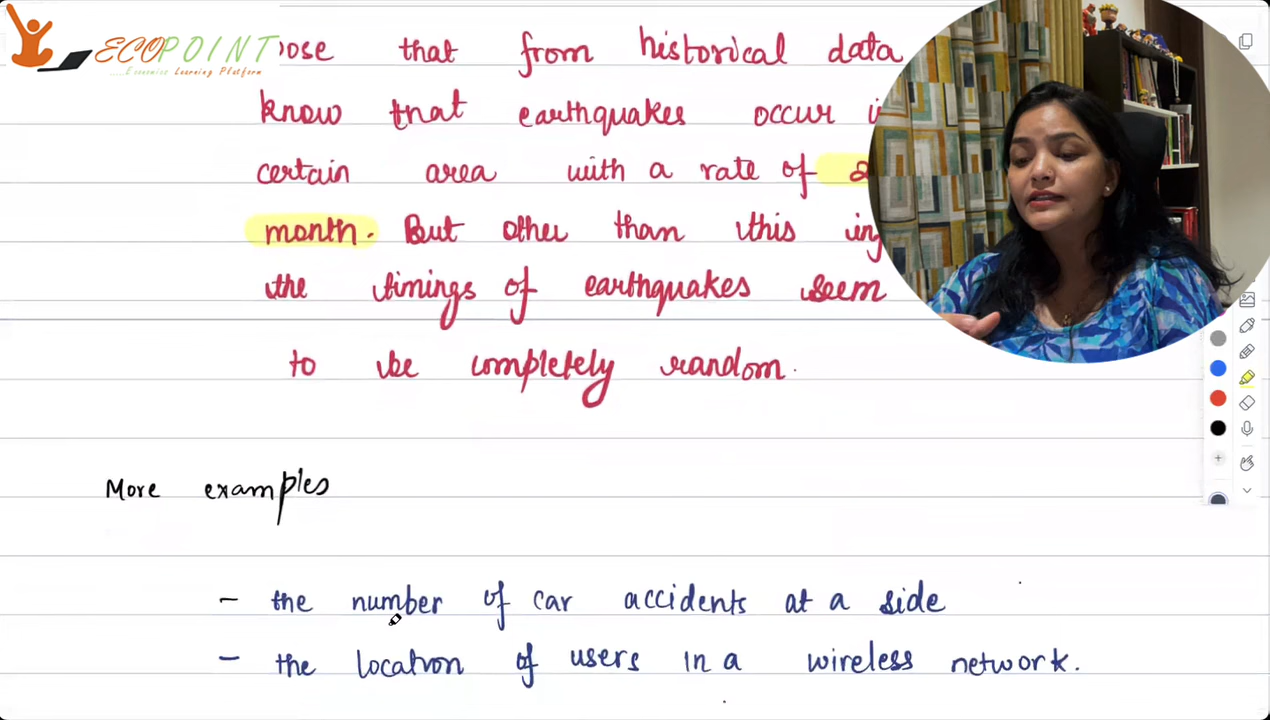 ECOPOINT
.....Economics Learning Platform
ose that from historical data
know that earthquakes occur i
certain area with a rate of 2
month. But other than this in
the timings of earthquakes seem
to be completely random.
More examples
- the number of car accidents at a side
- the location of users in a wireless network.